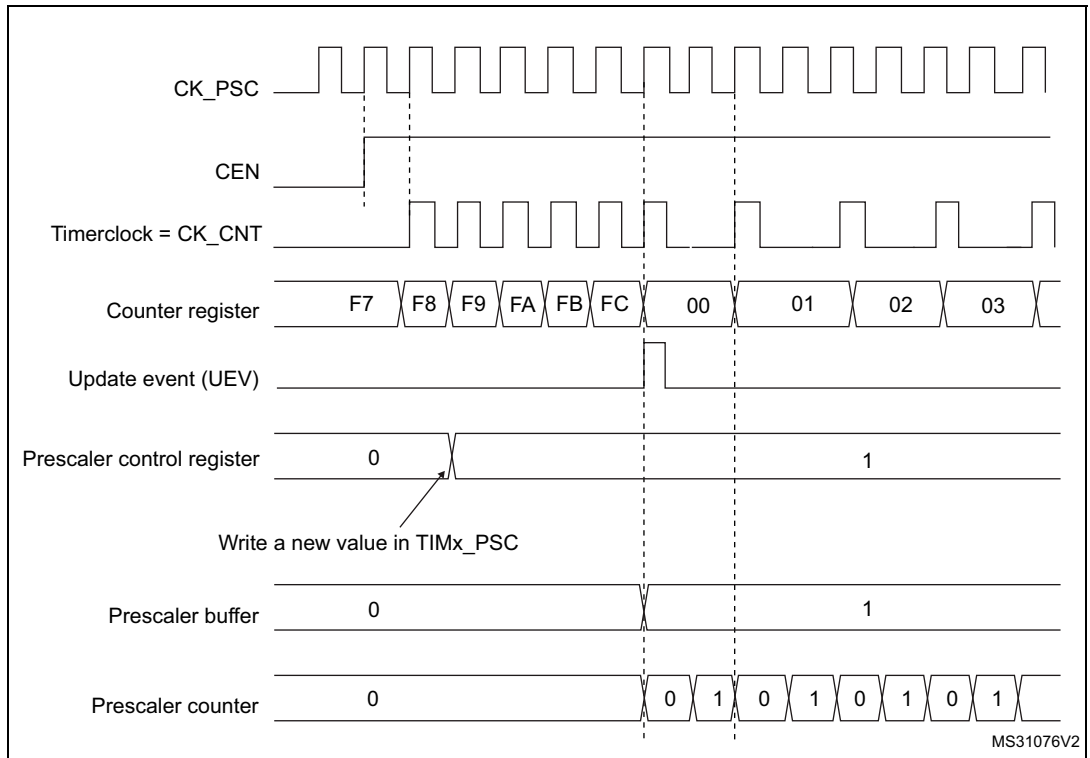 CK_PSC
CEN
Timerclock = CK_CNT
Counter register F7 F8 F9 FA FB FC 00 01 02 03
Update event (UEV)
Prescaler control register 0 1
Write a new value in TIMx_PSC
Prescaler buffer 0 1
Prescaler counter 0 0 1 0 1 0 1 0 1
MS31076V2